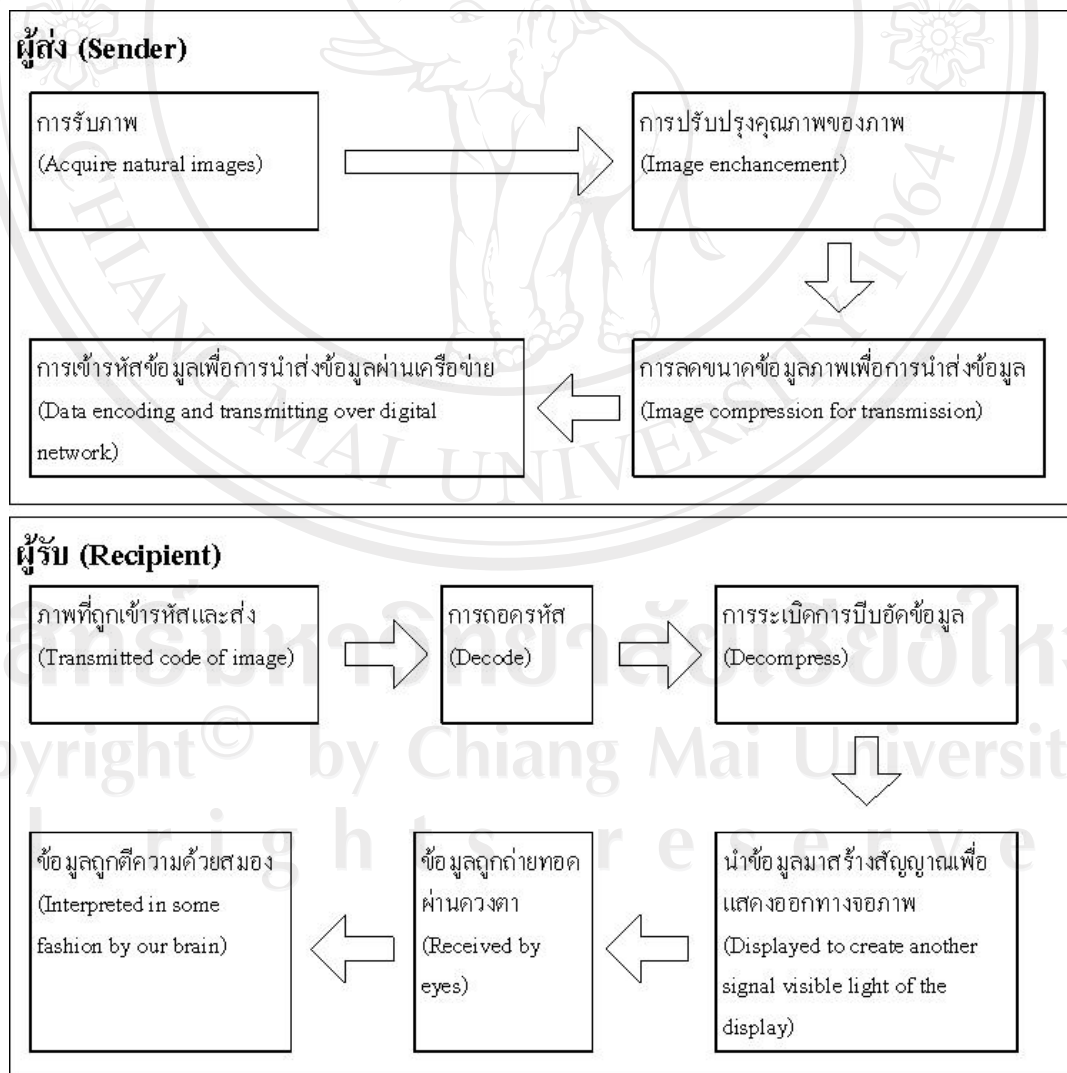 ผู้ส่ง (Sender)
การรับภาพ
(Acquire natural images)
การปรับปรุงคุณภาพของภาพ
(Image enchancement)
การลดขนาดข้อมูลภาพเพื่อการนำส่งข้อมูล
(Image compression for transmission)
การเข้ารหัสข้อมูลเพื่อการนำส่งข้อมูลผ่านเครือข่าย
(Data encoding and transmitting over digital
network)
CHIANG MAI UNIVERSITY 1964
ผู้รับ (Recipient)
ภาพที่ถูกเข้ารหัสและส่ง
(Transmitted code of image)
การถอดรหัส
(Decode)
การระเบิดการบีบอัดข้อมูล
(Decompress)
นำข้อมูลมาสร้างสัญญาณเพื่อ
แสดงออกทางจอภาพ
(Displayed to create another
signal visible light of the
display)
ข้อมูลถูกถ่ายทอด
ผ่านดวงตา
(Received by
eyes)
ข้อมูลถูกตีความด้วยสมอง
(Interpreted in some
fashion by our brain)
pyright © by Chiang Mai Universit
rights reserve